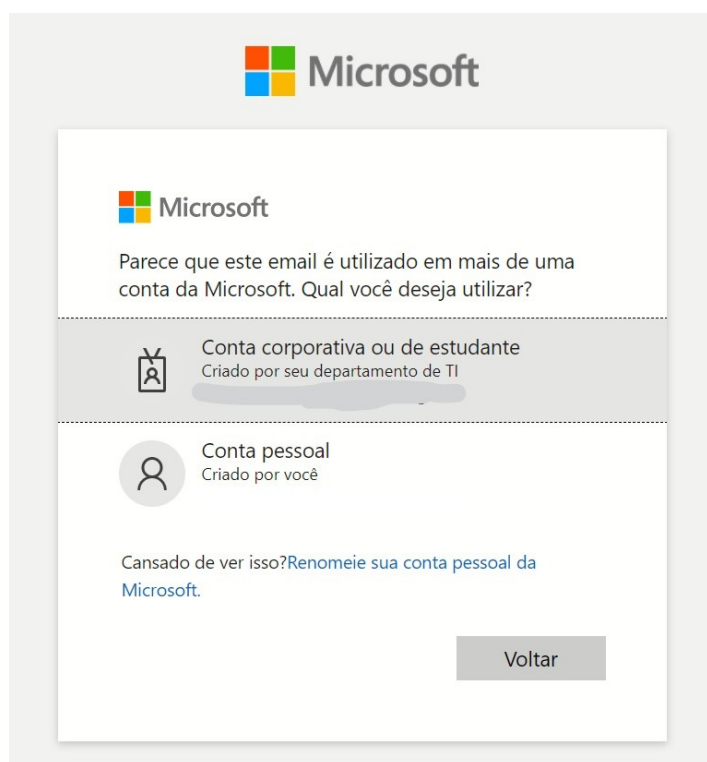 Microsoft
Microsoft
Parece que este email é utilizado em mais de uma
conta da Microsoft. Qual você deseja utilizar?
Conta corporativa ou de estudante
Criado por seu departamento de TI
Conta pessoal
Criado por você
Cansado de ver isso?Renomeie sua conta pessoal da
Microsoft.
Voltar